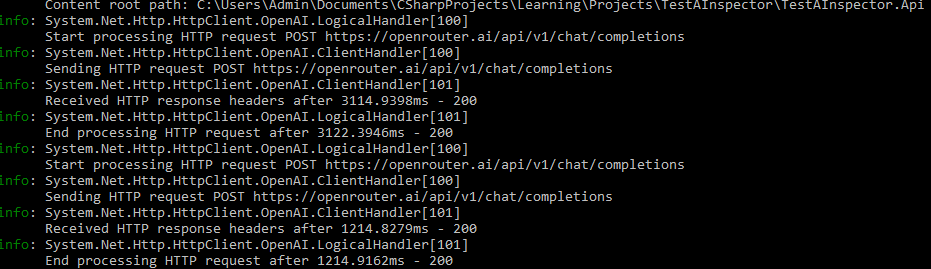 Content root path: C:\Users\Admin\Documents\CSharpProjects\Learning\Projects\TestAInspector\TestAInspector.Api
info: System.Net.Http.HttpClient.OpenAI.LogicalHandler[100]
Start processing HTTP request POST https://openrouter.ai/api/v1/chat/completions
info: System.Net.Http.HttpClient.OpenAI.ClientHandler[100]
Sending HTTP request POST https://openrouter.ai/api/v1/chat/completions
info: System.Net.Http.HttpClient.OpenAI.ClientHandler[101]
Received HTTP response headers after 3114.9398ms - 200
info: System.Net.Http.HttpClient.OpenAI.LogicalHandler[101]
End processing HTTP request after 3122.3946ms - 200
info: System.Net.Http.HttpClient.OpenAI.LogicalHandler[100]
Start processing HTTP request POST https://openrouter.ai/api/v1/chat/completions
info: System.Net.Http.HttpClient.OpenAI.ClientHandler[100]
Sending HTTP request POST https://openrouter.ai/api/v1/chat/completions
info: System.Net.Http.HttpClient.OpenAI.ClientHandler[101]
Received HTTP response headers after 1214.8279ms - 200
info: System.Net.Http.HttpClient.OpenAI.LogicalHandler[101]
End processing HTTP request after 1214.9162ms - 200